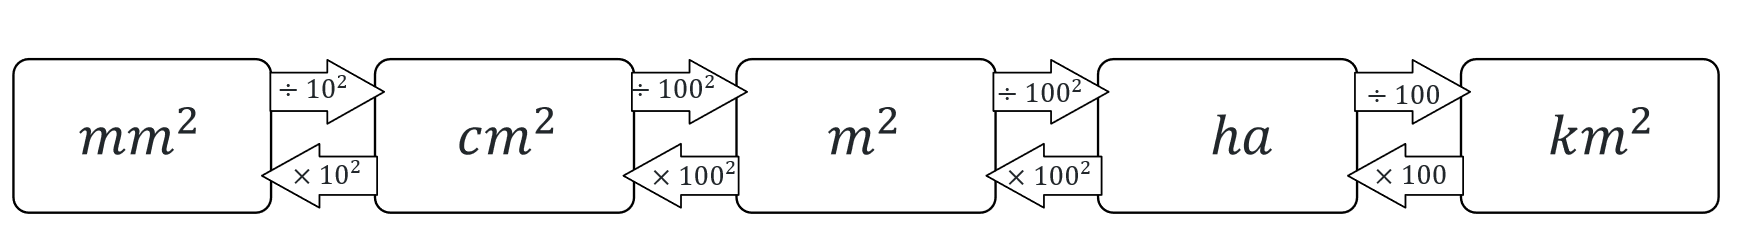 ÷ 10² ÷ 100² ÷ 100² ÷ 100
mm² cm² m² ha km²
× 10² × 100² × 100² × 100